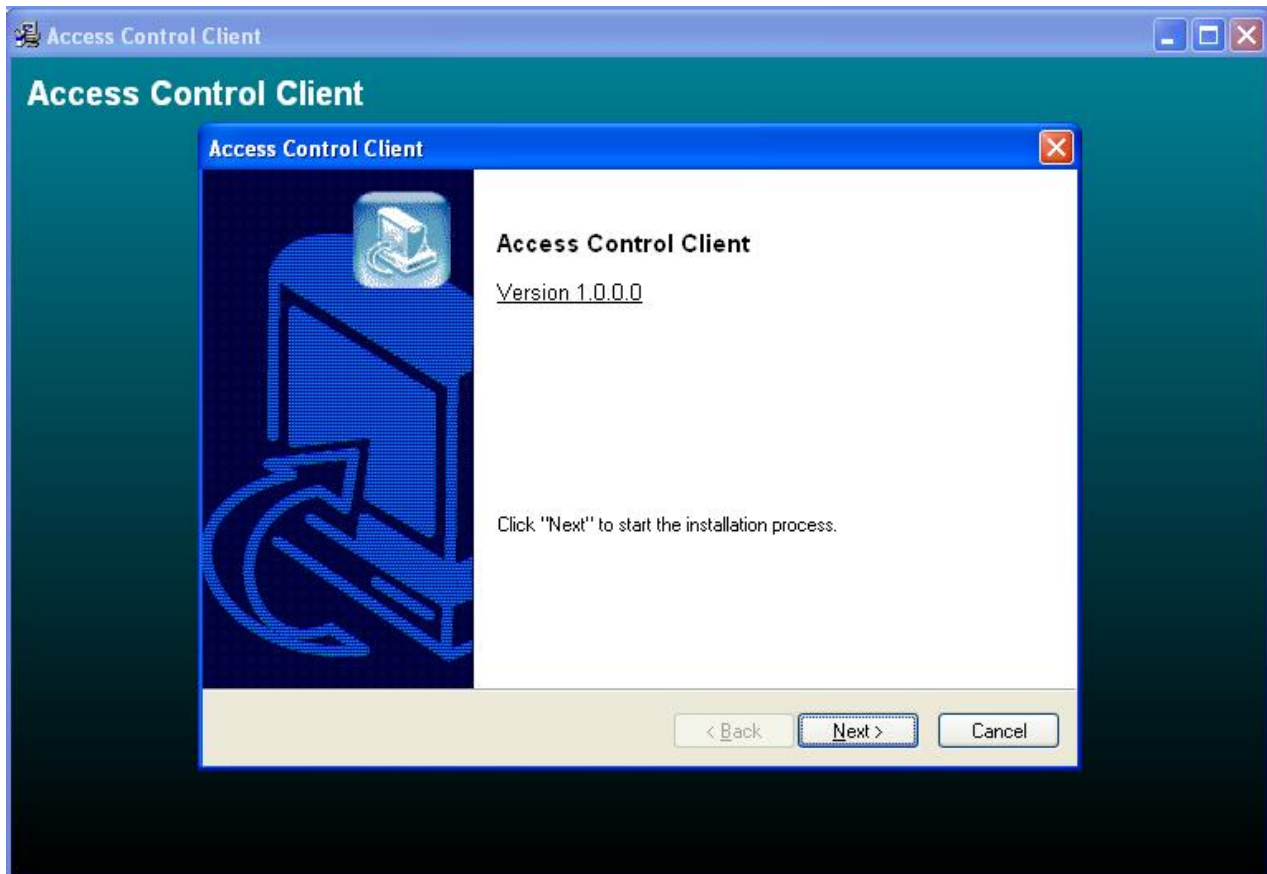 Access Control Client
Access Control Client
Access Control Client
Access Control Client
Version 1.0.0.0
Click "Next" to start the installation process.
< Back Next > Cancel